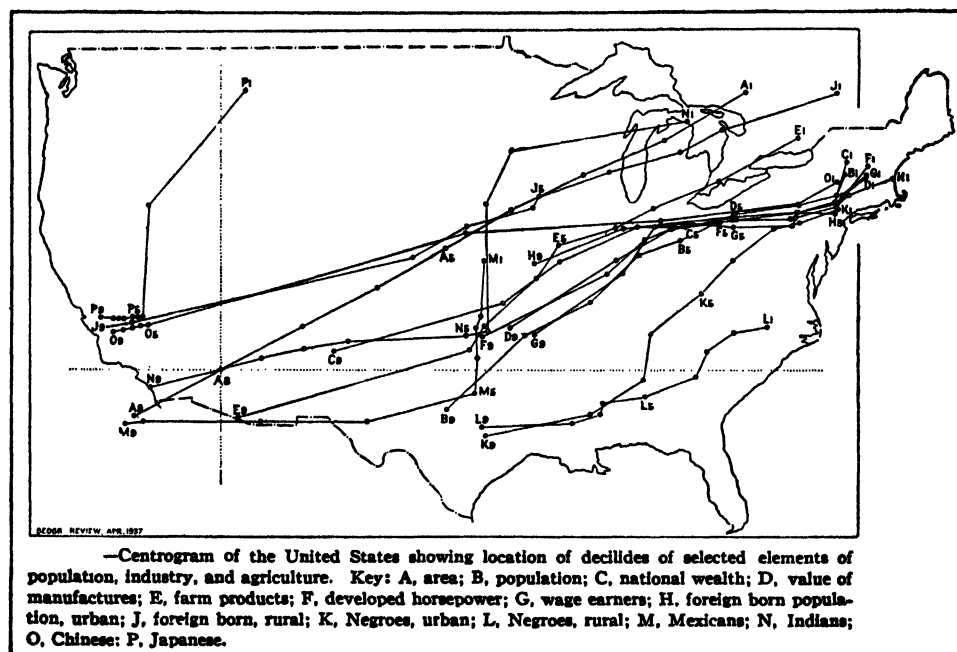 P1
A1
J1
N1
E1
C1
F1
B1
G1
O1
D1
H1
J5
D5
K1
H5
E5
A5
C5
F5
G5
B5
H9
M1
K5
P9
P5
J9
O9
O5
N5
F9
D9
G9
L1
C9
N9
A8
M5
L5
A9
E9
B9
M9
L9
K9
GEOGR. REVIEW, APR. 1937
—Centrogram of the United States showing location of decilides of selected elements of
population, industry, and agriculture. Key: A, area; B, population; C, national wealth; D, value of
manufactures; E, farm products; F, developed horsepower; G, wage earners; H, foreign born popula-
tion, urban; J, foreign born, rural; K, Negroes, urban; L, Negroes, rural; M, Mexicans; N, Indians;
O, Chinese: P, Japanese.